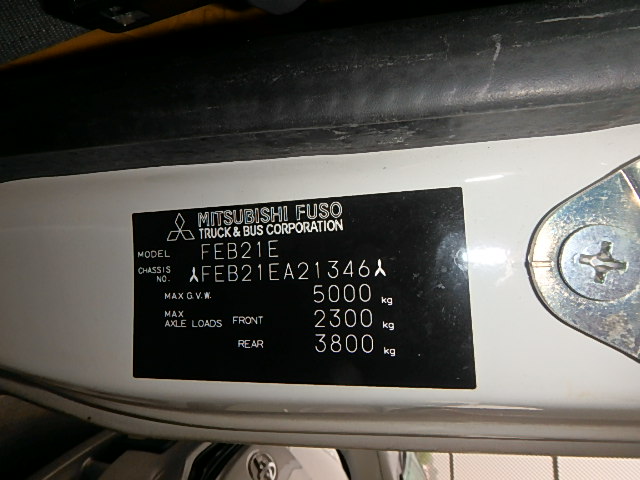 MITSUBISHI FUSO
TRUCK & BUS CORPORATION
MODEL FEB21E
CHASSIS NO. FEB21EA21346
MAX G.V.W. 5000 kg
MAX AXLE LOADS FRONT 2300 kg
REAR 3800 kg